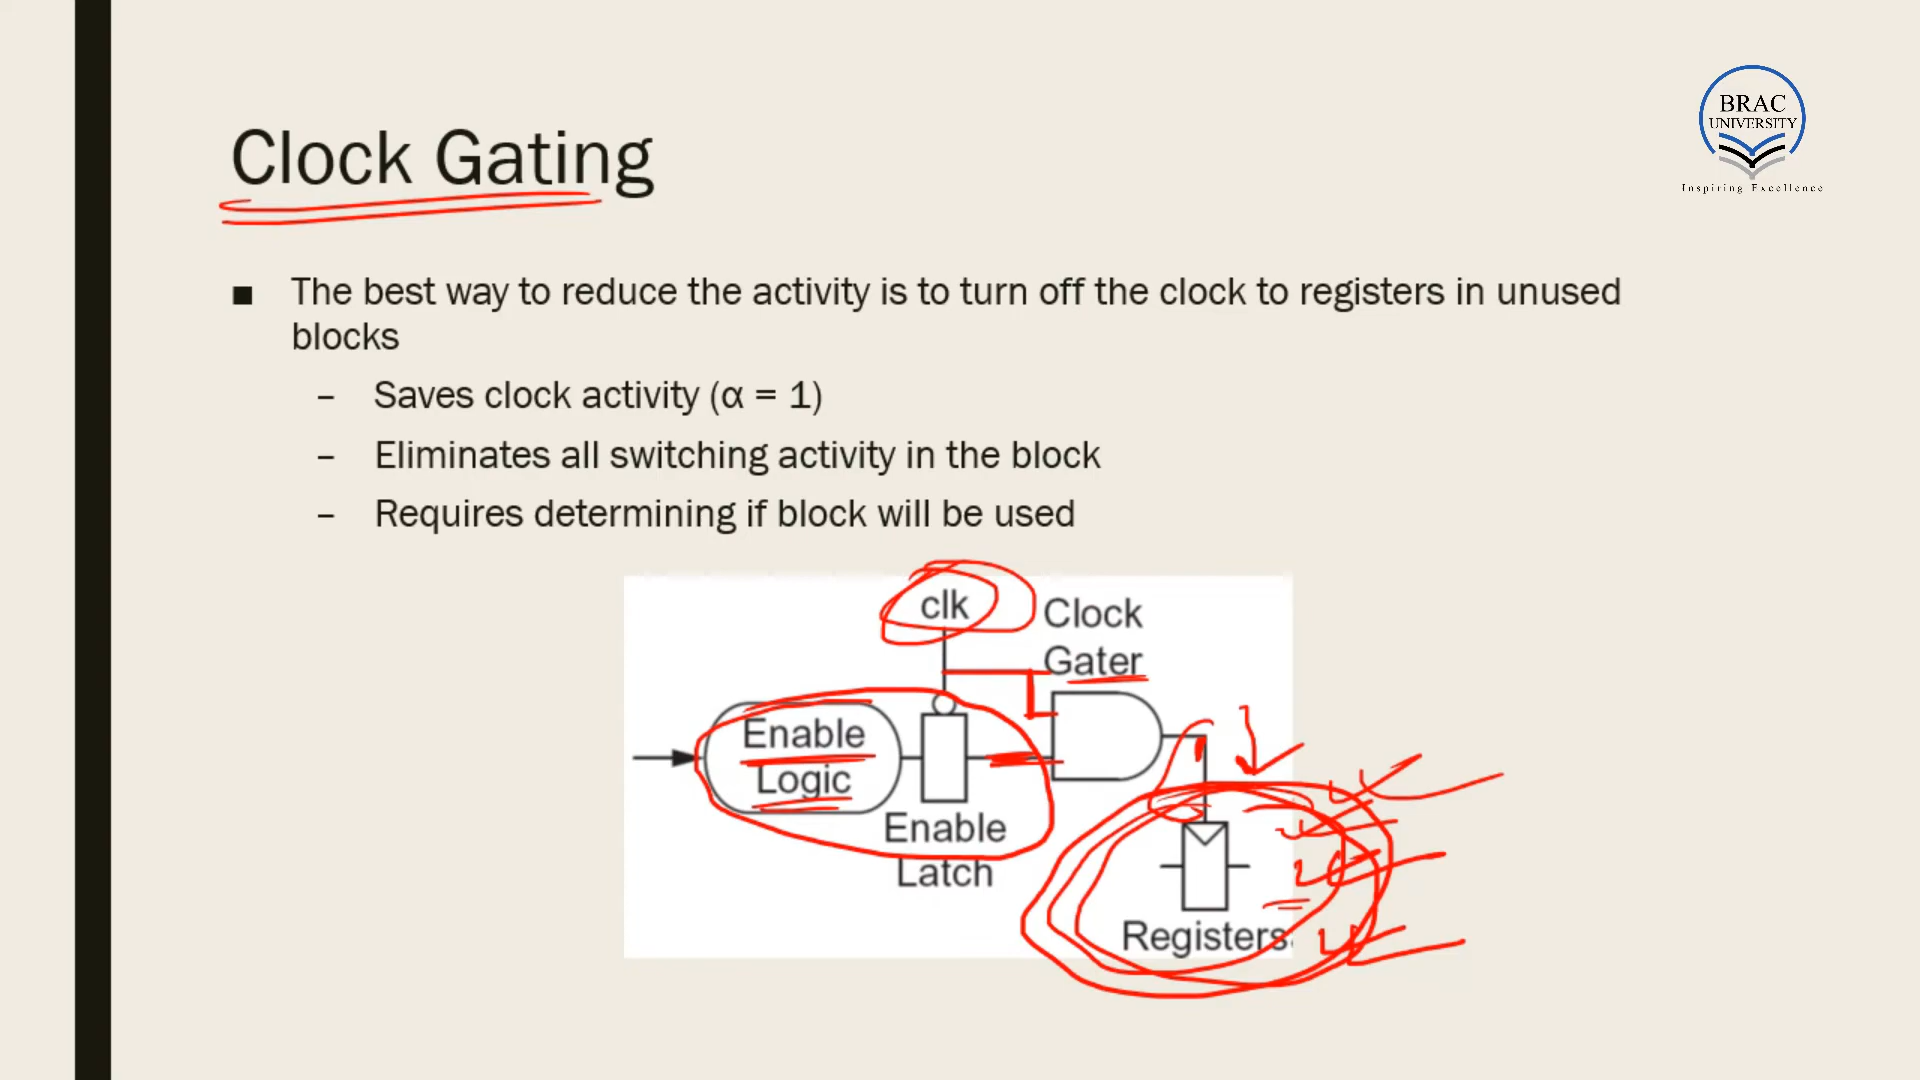 BRAC
UNIVERSITY
Inspiring Excellence
Clock Gating
■ The best way to reduce the activity is to turn off the clock to registers in unused
blocks
– Saves clock activity (α = 1)
– Eliminates all switching activity in the block
– Requires determining if block will be used
clk
Clock
Gater
Enable
Logic
Enable
Latch
Registers